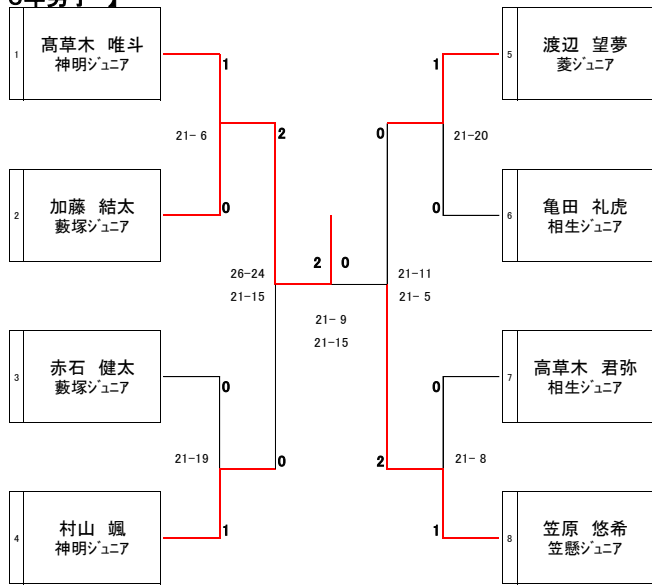 1
髙草木 唯斗
神明ジュニア
2
加藤 結太
藪塚ジュニア
3
赤石 健太
藪塚ジュニア
4
村山 颯
神明ジュニア
1
21- 6
0
2
26-24
21-15
0
21-19
0
1
2 0
21- 9
21-15
1
0
21-20
0
21-11
21- 5
0
2
21- 8
1
5
渡辺 望夢
菱ジュニア
6
亀田 礼虎
相生ジュニア
7
高草木 君弥
相生ジュニア
8
笠原 悠希
笠懸ジュニア